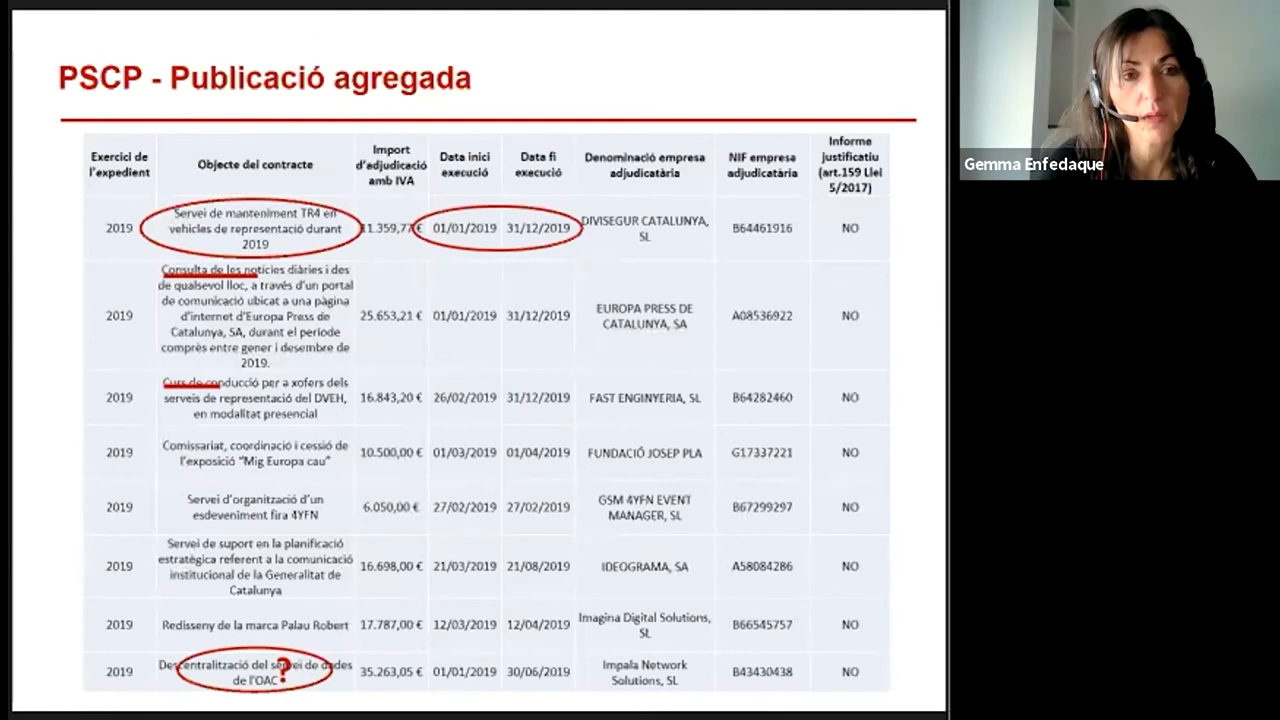 PSCP - Publicació agregada
Gemma Enfedaque
Exercici de
l'expedient
Objecte del contracte
Import
d'adjudicació
amb IVA
Data inici
execució
Data fi
execució
Denominació empresa
adjudicatària
NIF empresa
adjudicatària
Informe
justificatiu
(art.159 Llei
5/2017)
2019
Servei de manteniment TR4 en
vehicles de representació durant
2019
11.359,77 €
01/01/2019
31/12/2019
DIVISEGUR CATALUNYA,
SL
B64461916
NO
2019
Consulta de les notícies diàries i des
de qualsevol lloc, a través d'un portal
de comunicació ubicat a una pàgina
d'internet d'Europa Press de
Catalunya, SA, durant el període
comprès entre gener i desembre de
2019.
25.653,21 €
01/01/2019
31/12/2019
EUROPA PRESS DE
CATALUNYA, SA
A08536922
NO
2019
Curs de conducció per a xofers dels
serveis de representació del DVEH,
en modalitat presencial
16.843,20 €
26/02/2019
31/12/2019
FAST ENGINYERIA, SL
B64282460
NO
2019
Comissariat, coordinació i cessió de
l'exposició "Mig Europa cau"
10.500,00 €
01/03/2019
01/04/2019
FUNDACIÓ JOSEP PLA
G17337221
NO
2019
Servei d'organització d'un
esdeveniment fira 4YFN
6.050,00 €
27/02/2019
27/02/2019
GSM 4YFN EVENT
MANAGER, SL
B67299297
NO
2019
Servei de suport en la planificació
estratègica referent a la comunicació
institucional de la Generalitat de
Catalunya
16.698,00 €
21/03/2019
21/08/2019
IDEOGRAMA, SA
A58084286
NO
2019
Redisseny de la marca Palau Robert
17.787,00 €
12/03/2019
12/04/2019
Imagina Digital Solutions,
SL
B66545757
NO
2019
Descentralització del servei de dades
de l'OAC
?
35.263,05 €
01/01/2019
30/06/2019
Impala Network
Solutions, SL
B43430438
NO